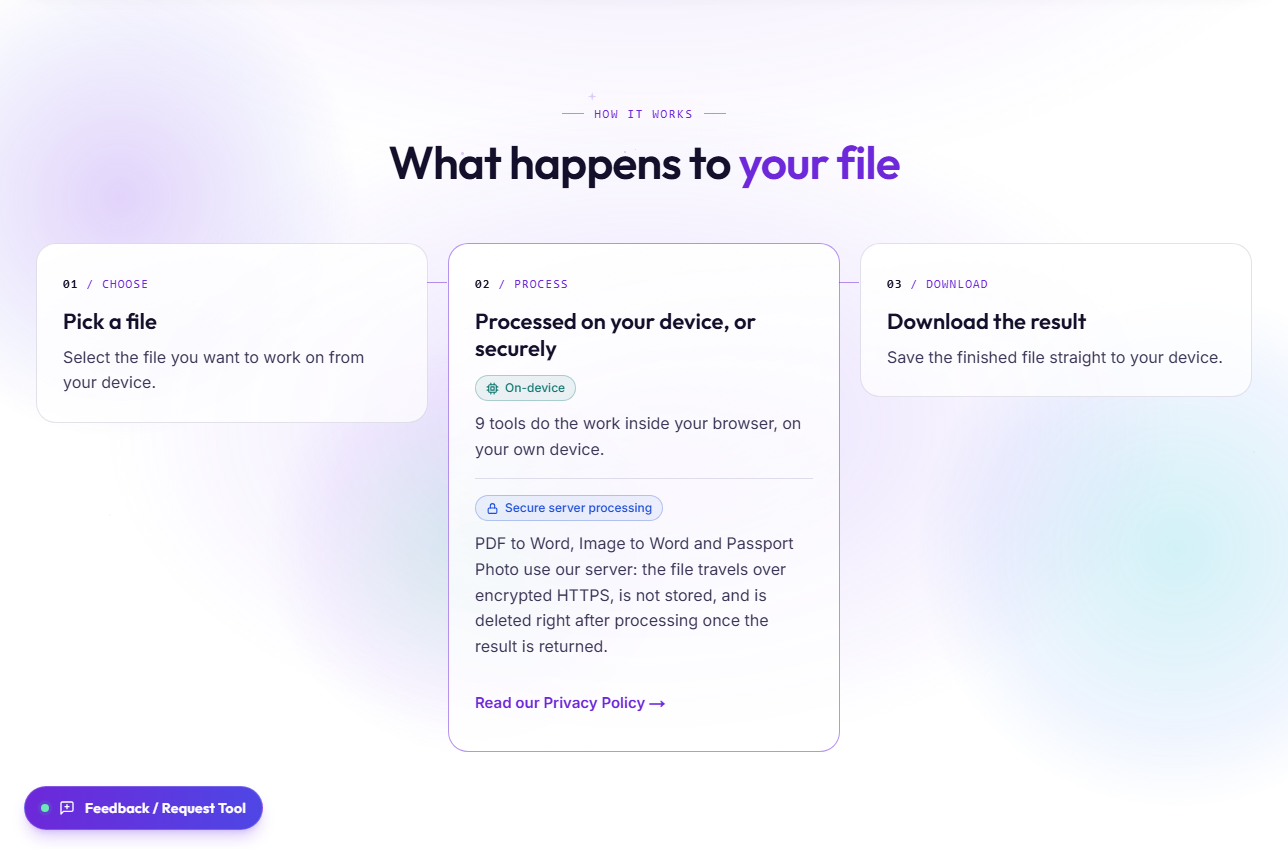 HOW IT WORKS
What happens to your file
01 / CHOOSE
Pick a file
Select the file you want to work on from
your device.
02 / PROCESS
Processed on your device, or
securely
On-device
9 tools do the work inside your browser, on
your own device.
Secure server processing
PDF to Word, Image to Word and Passport
Photo use our server: the file travels over
encrypted HTTPS, is not stored, and is
deleted right after processing once the
result is returned.
Read our Privacy Policy →
03 / DOWNLOAD
Download the result
Save the finished file straight to your device.
Feedback / Request Tool